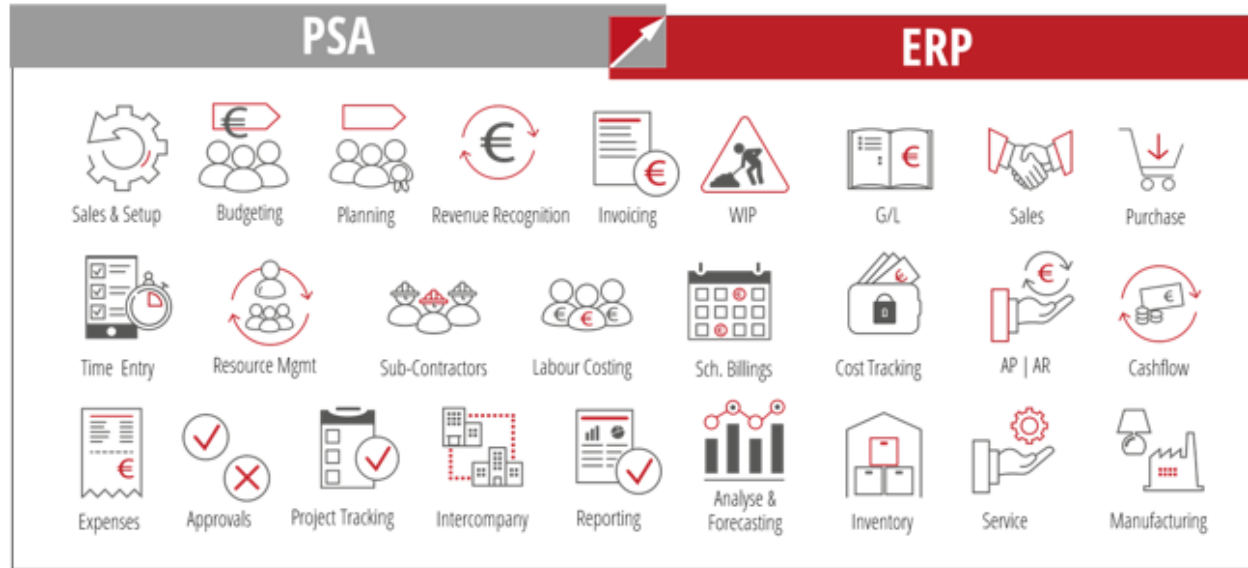 PSA
ERP
Sales & Setup
Budgeting
Planning
Revenue Recognition
Invoicing
WIP
G/L
Sales
Purchase
Time Entry
Resource Mgmt
Sub-Contractors
Labour Costing
Sch. Billings
Cost Tracking
AP | AR
Cashflow
Expenses
Approvals
Project Tracking
Intercompany
Reporting
Analyse &
Forecasting
Inventory
Service
Manufacturing